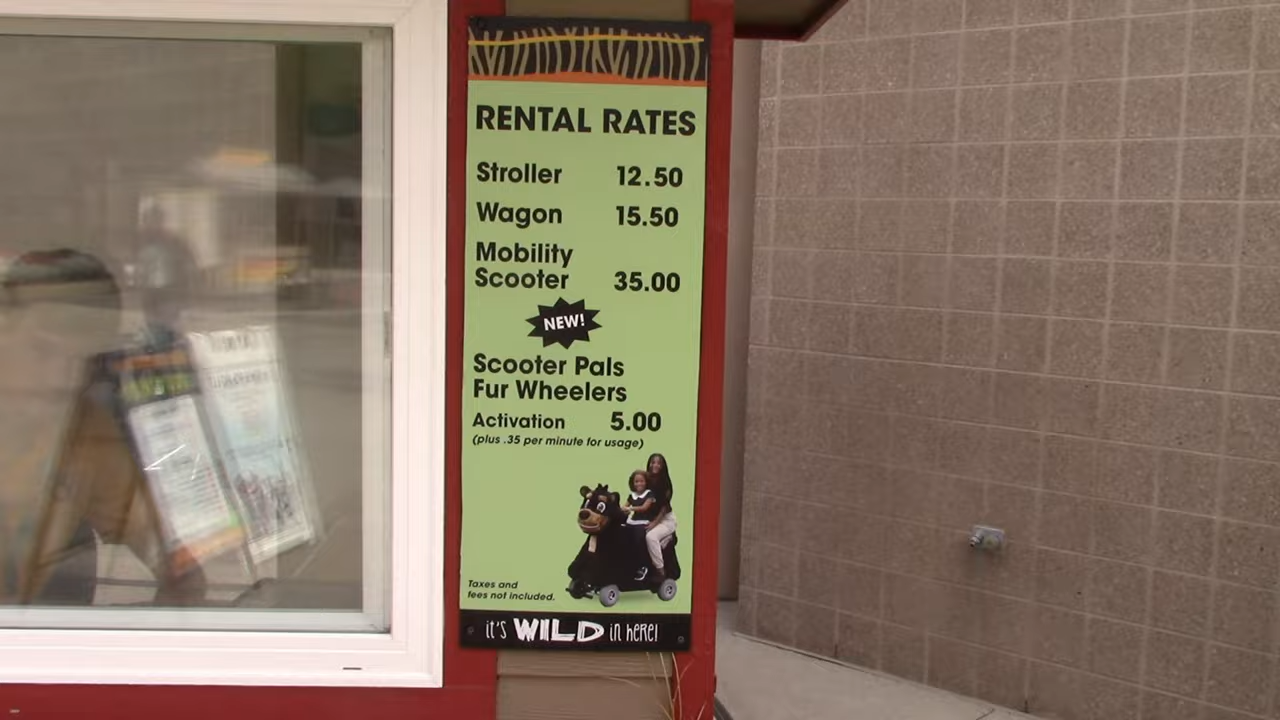 RENTAL RATES
Stroller 12.50
Wagon 15.50
Mobility
Scooter 35.00
NEW!
Scooter Pals
Fur Wheelers
Activation 5.00
(plus .35 per minute for usage)
Taxes and
fees not included.
it's WILD in here!